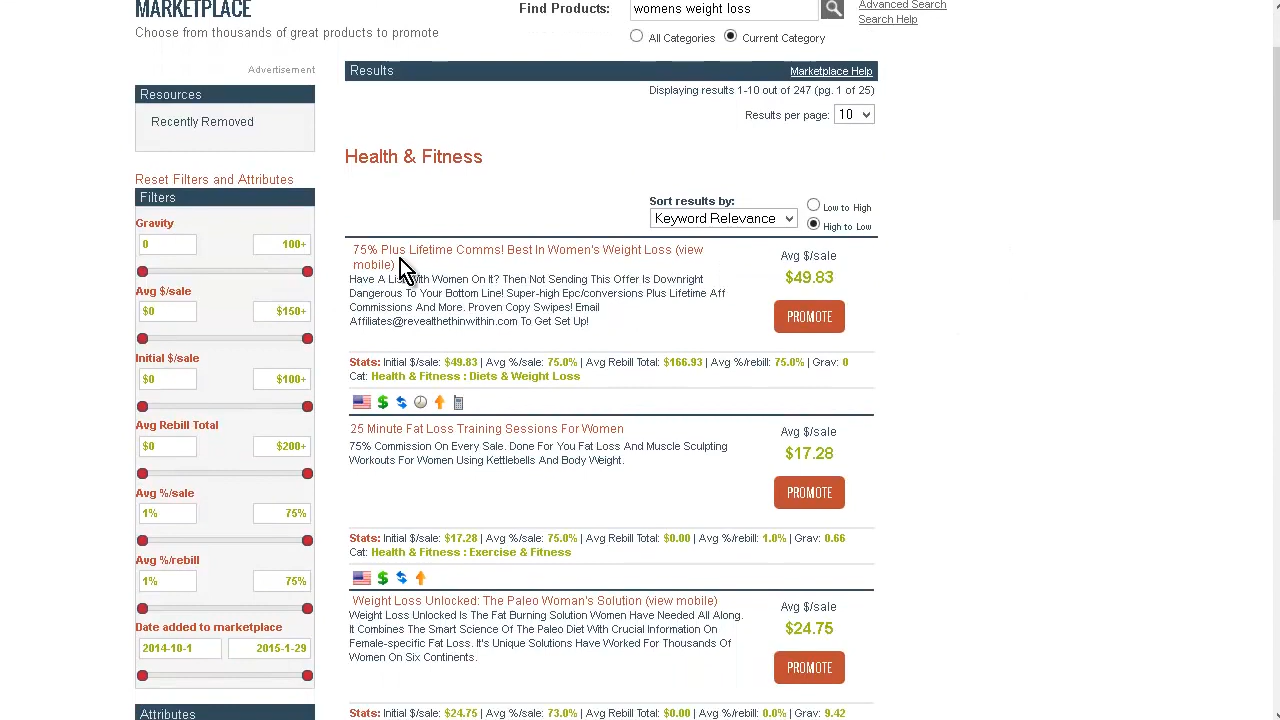 MARKETPLACE
Choose from thousands of great products to promote
Find Products: womens weight loss
Advanced Search
Search Help
All Categories Current Category
Advertisement
Resources
Recently Removed
Reset Filters and Attributes
Filters
Gravity
0 100+
Avg $/sale
$0 $150+
Initial $/sale
$0 $100+
Avg Rebill Total
$0 $200+
Avg %/sale
1% 75%
Avg %/rebill
1% 75%
Date added to marketplace
2014-10-1 2015-1-29
Attributes
Results Marketplace Help
Displaying results 1-10 out of 247 (pg. 1 of 25)
Results per page: 10
Health & Fitness
Sort results by:
Keyword Relevance
Low to High
High to Low
75% Plus Lifetime Comms! Best In Women's Weight Loss (view
mobile)
Have A List With Women On It? Then Not Sending This Offer Is Downright
Dangerous To Your Bottom Line! Super-high Epc/conversions Plus Lifetime Aff
Commissions And More. Proven Copy Swipes! Email
Affiliates@revealthethinwithin.com To Get Set Up!
Avg $/sale
$49.83
PROMOTE
Stats: Initial $/sale: $49.83 | Avg %/sale: 75.0% | Avg Rebill Total: $166.93 | Avg %/rebill: 75.0% | Grav: 0
Cat: Health & Fitness : Diets & Weight Loss
25 Minute Fat Loss Training Sessions For Women
75% Commission On Every Sale. Done For You Fat Loss And Muscle Sculpting
Workouts For Women Using Kettlebells And Body Weight.
Avg $/sale
$17.28
PROMOTE
Stats: Initial $/sale: $17.28 | Avg %/sale: 75.0% | Avg Rebill Total: $0.00 | Avg %/rebill: 1.0% | Grav: 0.66
Cat: Health & Fitness : Exercise & Fitness
Weight Loss Unlocked: The Paleo Woman's Solution (view mobile)
Weight Loss Unlocked Is The Fat Burning Solution Women Have Needed All Along.
It Combines The Smart Science Of The Paleo Diet With Crucial Information On
Female-specific Fat Loss. It's Unique Solutions Have Worked For Thousands Of
Women On Six Continents.
Avg $/sale
$24.75
PROMOTE
Stats: Initial $/sale: $24.75 | Avg %/sale: 73.0% | Avg Rebill Total: $0.00 | Avg %/rebill: 0.0% | Grav: 9.42